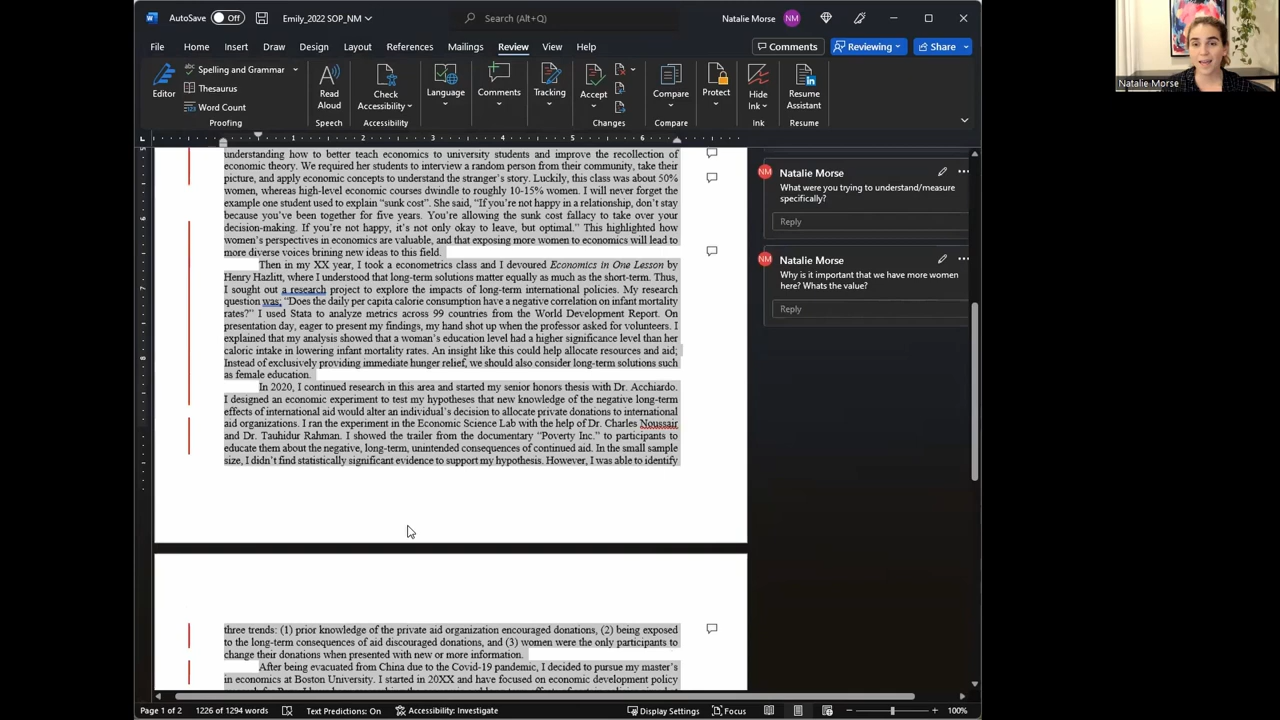 AutoSave Off Emily_2022 SOP_NM Search (Alt+Q) Natalie Morse NM
File Home Insert Draw Design Layout References Mailings Review View Help Comments Reviewing Share
Editor
abc Spelling and Grammar
Thesaurus
Word Count
Proofing
Read Aloud
Speech
Check Accessibility
Accessibility
Language
Comments
Tracking
Accept
Changes
Compare
Compare
Protect
Hide Ink
Ink
Resume Assistant
Resume
Natalie Morse
1 2 3 4 5 6
understanding how to better teach economics to university students and improve the recollection of
economic theory. We required her students to interview a random person from their community, take their
picture, and apply economic concepts to understand the stranger's story. Luckily, this class was about 50%
women, whereas high-level economic courses dwindle to roughly 10-15% women. I will never forget the
example one student used to explain “sunk cost”. She said, “If you're not happy in a relationship, don't stay
because you've been together for five years. You're allowing the sunk cost fallacy to take over your
decision-making. If you're not happy, it's not only okay to leave, but optimal.” This highlighted how
women's perspectives in economics are valuable, and that exposing more women to economics will lead to
more diverse voices brining new ideas to this field.
Then in my XX year, I took a econometrics class and I devoured Economics in One Lesson by
Henry Hazlitt, where I understood that long-term solutions matter equally as much as the short-term. Thus,
I sought out a research project to explore the impacts of long-term international policies. My research
question was; “Does the daily per capita calorie consumption have a negative correlation on infant mortality
rates?” I used Stata to analyze metrics across 99 countries from the World Development Report. On
presentation day, eager to present my findings, my hand shot up when the professor asked for volunteers. I
explained that my analysis showed that a woman's education level had a higher significance level than her
caloric intake in lowering infant mortality rates. An insight like this could help allocate resources and aid;
Instead of exclusively providing immediate hunger relief, we should also consider long-term solutions such
as female education.
In 2020, I continued research in this area and started my senior honors thesis with Dr. Acchiardo.
I designed an economic experiment to test my hypotheses that new knowledge of the negative long-term
effects of international aid would alter an individual's decision to allocate private donations to international
aid organizations. I ran the experiment in the Economic Science Lab with the help of Dr. Charles Noussair
and Dr. Tauhidur Rahman. I showed the trailer from the documentary “Poverty Inc.” to participants to
educate them about the negative, long-term, unintended consequences of continued aid. In the small sample
size, I didn't find statistically significant evidence to support my hypothesis. However, I was able to identify
three trends: (1) prior knowledge of the private aid organization encouraged donations, (2) being exposed
to the long-term consequences of aid discouraged donations, and (3) women were the only participants to
change their donations when presented with new or more information.
After being evacuated from China due to the Covid-19 pandemic, I decided to pursue my master's
in economics at Boston University. I started in 20XX and have focused on economic development policy
NM Natalie Morse
What were you trying to understand/measure
specifically?
Reply
NM Natalie Morse
Why is it important that we have more women
here? Whats the value?
Reply
Page 1 of 2 1226 of 1294 words Text Predictions: On Accessibility: Investigate Display Settings Focus 100%